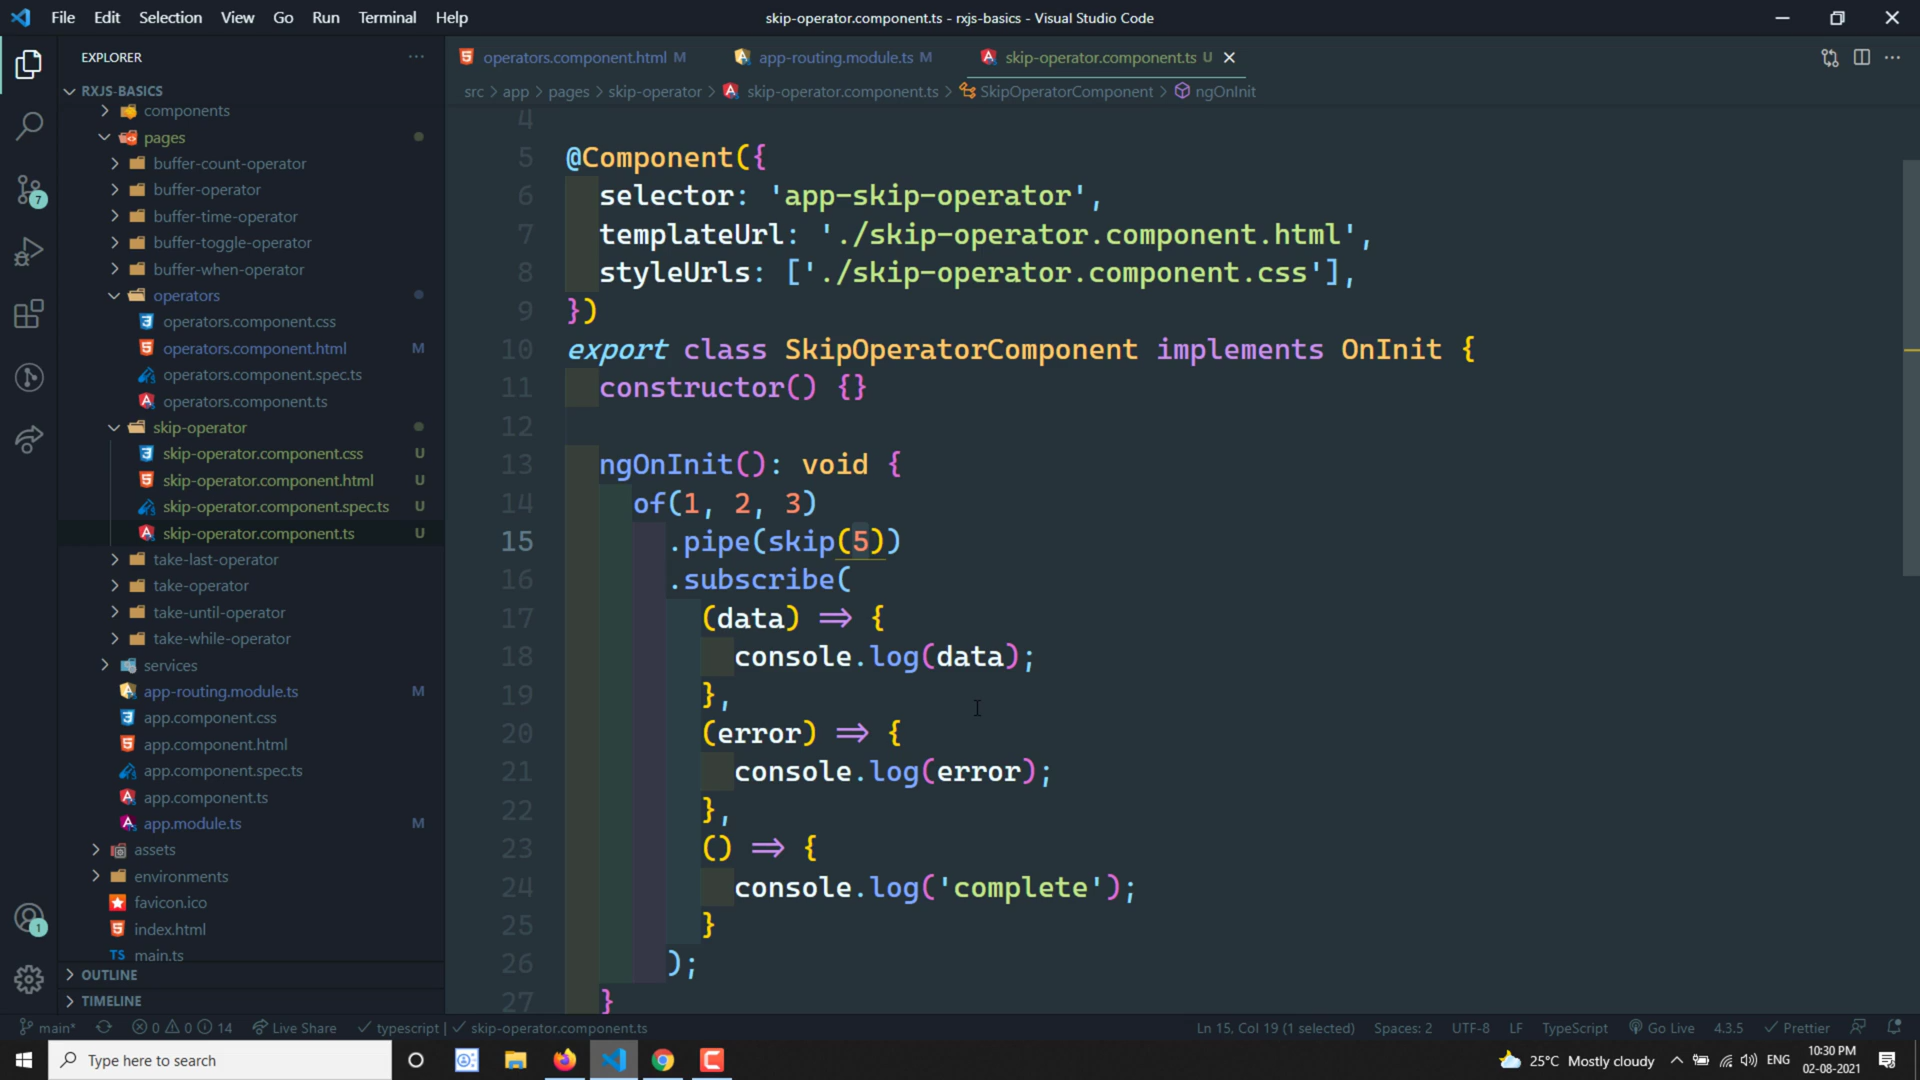 File Edit Selection View Go Run Terminal Help
skip-operator.component.ts - rxjs-basics - Visual Studio Code
EXPLORER
RXJS-BASICS
components
pages
buffer-count-operator
buffer-operator
buffer-time-operator
buffer-toggle-operator
buffer-when-operator
operators
operators.component.css
operators.component.html M
operators.component.spec.ts
operators.component.ts
skip-operator
skip-operator.component.css U
skip-operator.component.html U
skip-operator.component.spec.ts U
skip-operator.component.ts U
take-last-operator
take-operator
take-until-operator
take-while-operator
services
app-routing.module.ts M
app.component.css
app.component.html
app.component.spec.ts
app.component.ts
app.module.ts M
assets
environments
favicon.ico
index.html
TS main.ts
OUTLINE
TIMELINE
7
1
operators.component.html M
app-routing.module.ts M
skip-operator.component.ts U
src > app > pages > skip-operator > skip-operator.component.ts > SkipOperatorComponent > ngOnInit
4
5 @Component({
6 selector: 'app-skip-operator',
7 templateUrl: './skip-operator.component.html',
8 styleUrls: ['./skip-operator.component.css'],
9 })
10 export class SkipOperatorComponent implements OnInit {
11 constructor() {}
12
13 ngOnInit(): void {
14 of(1, 2, 3)
15 .pipe(skip(5))
16 .subscribe(
17 (data) => {
18 console.log(data);
19 },
20 (error) => {
21 console.log(error);
22 },
23 () => {
24 console.log('complete');
25 }
26 );
27 }
main* 0 0 14 Live Share typescript | skip-operator.component.ts
Ln 15, Col 19 (1 selected) Spaces: 2 UTF-8 LF TypeScript Go Live 4.3.5 Prettier
Type here to search
25°C Mostly cloudy
ENG
10:30 PM
02-08-2021